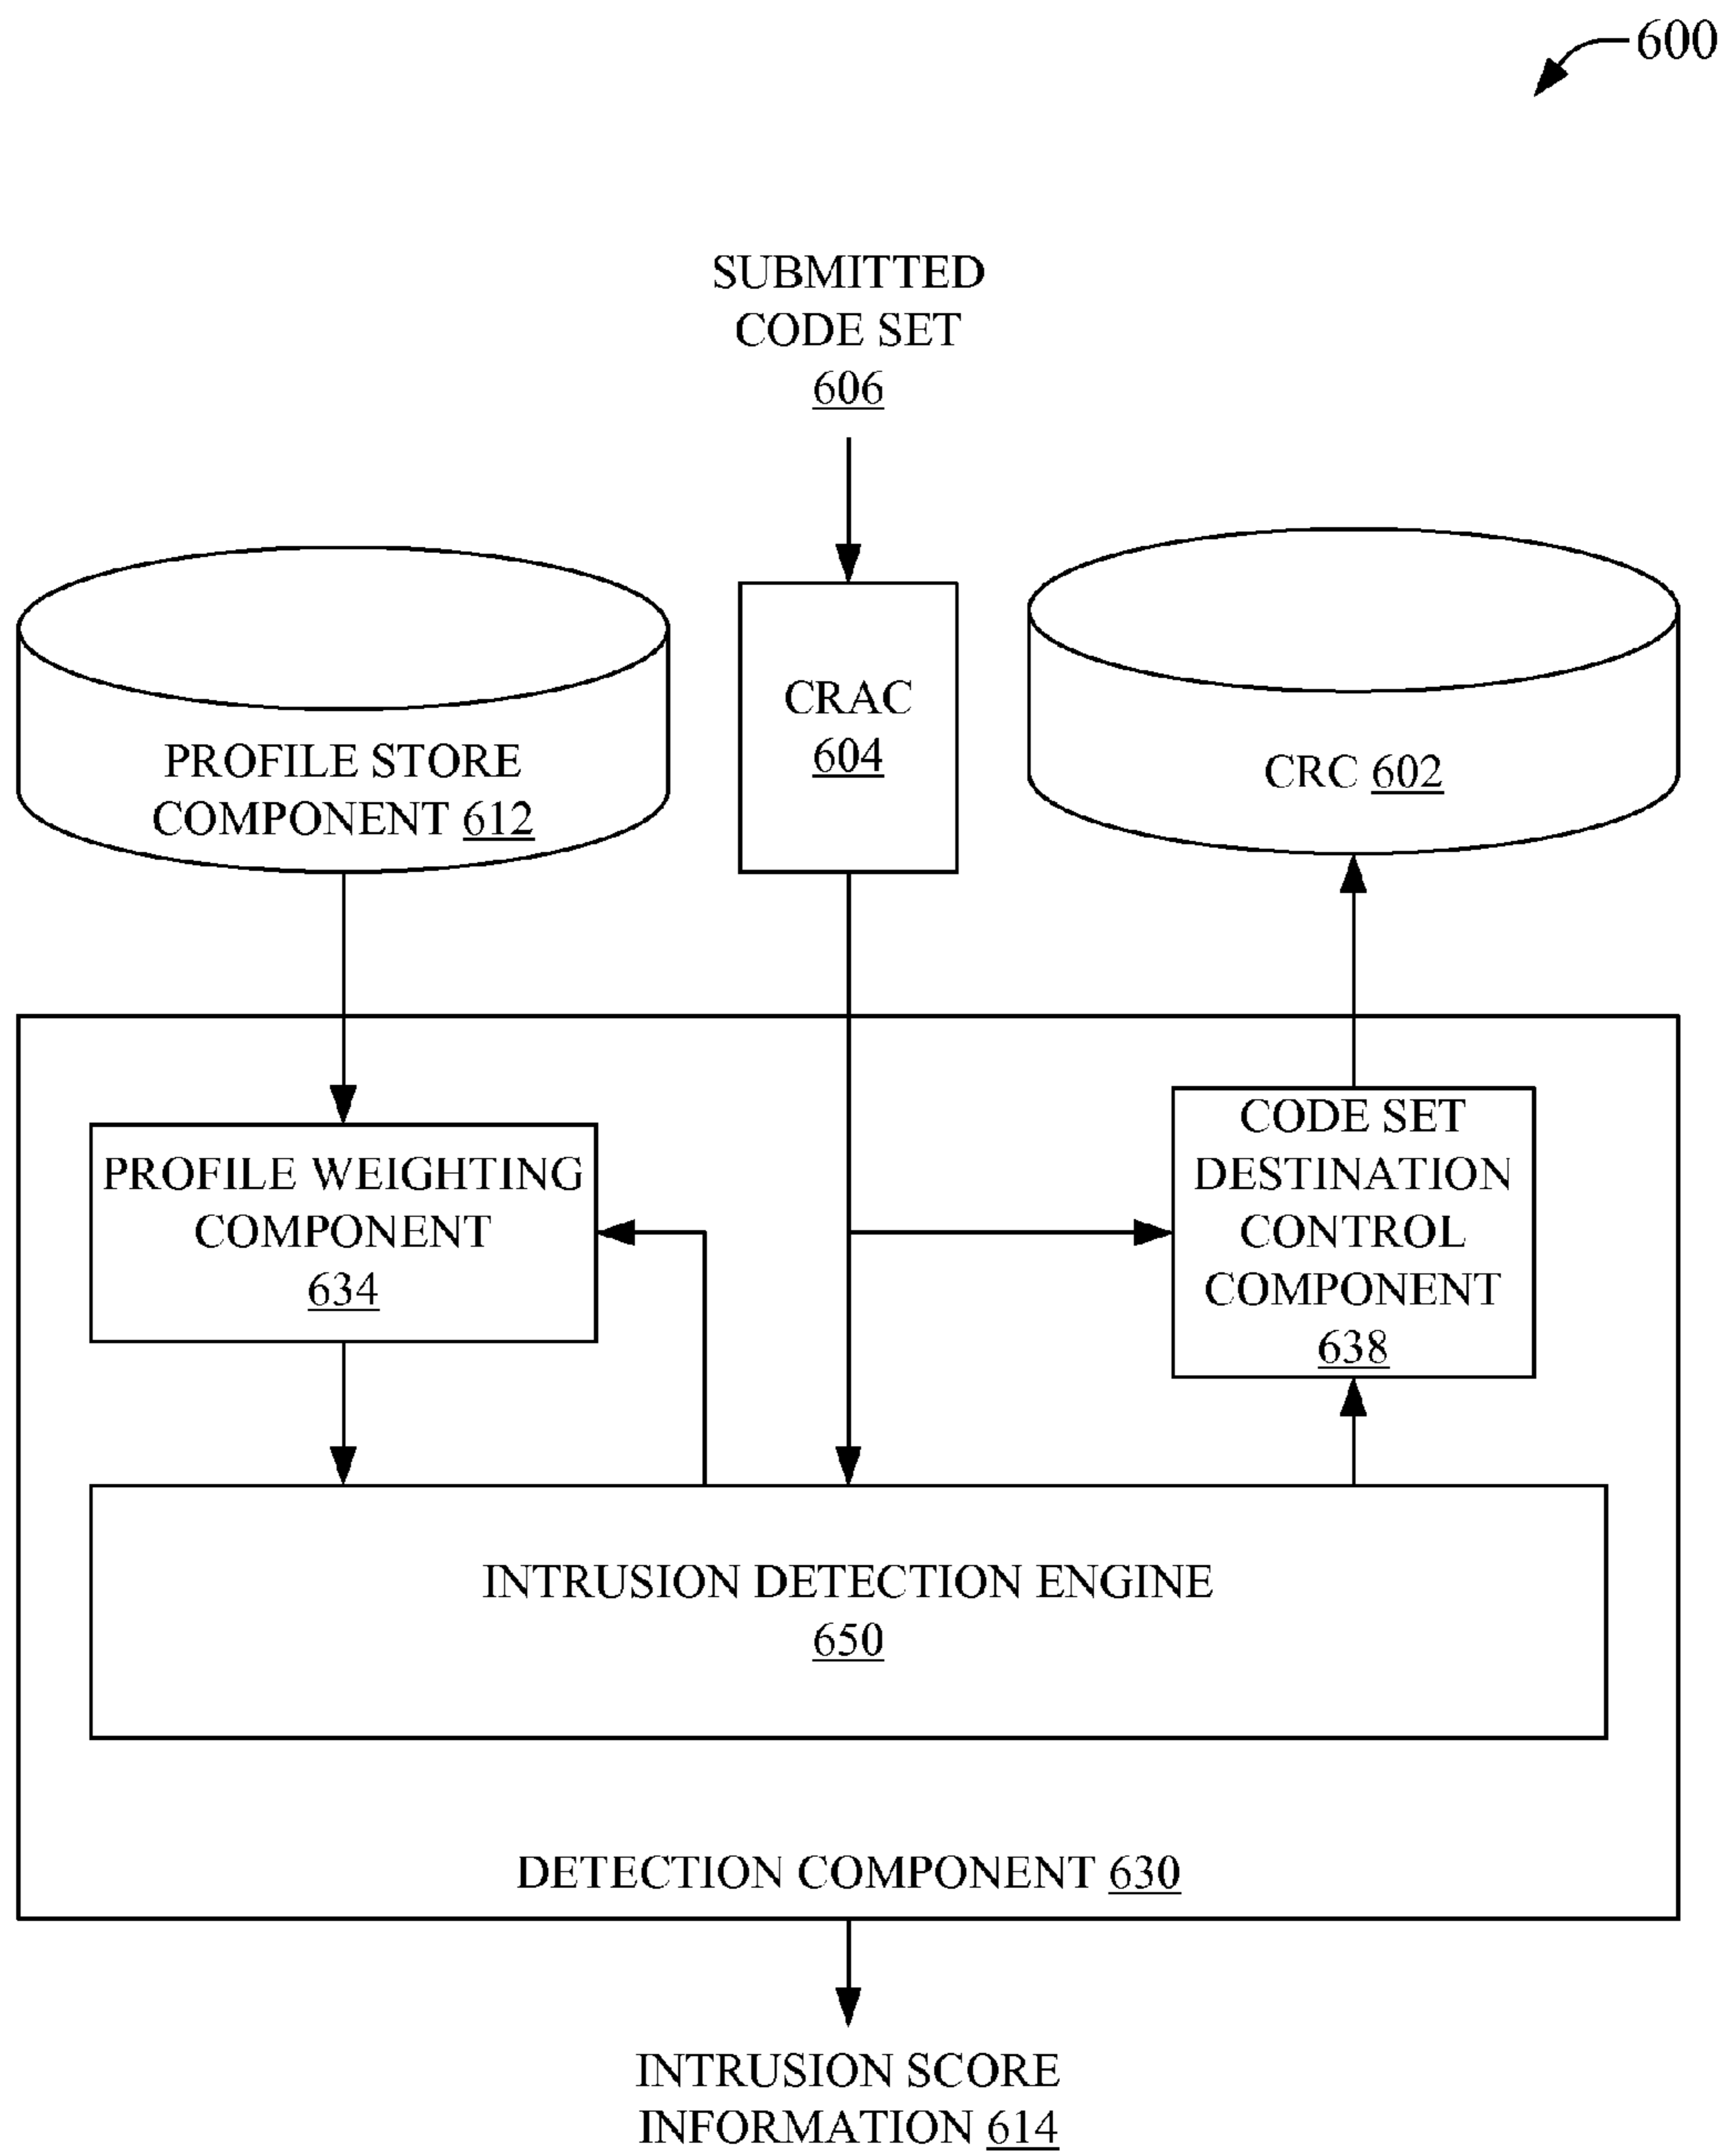 600
SUBMITTED
CODE SET
606
PROFILE STORE
COMPONENT 612
CRAC
604
CRC 602
PROFILE WEIGHTING
COMPONENT
634
CODE SET
DESTINATION
CONTROL
COMPONENT
638
INTRUSION DETECTION ENGINE
650
DETECTION COMPONENT 630
INTRUSION SCORE
INFORMATION 614